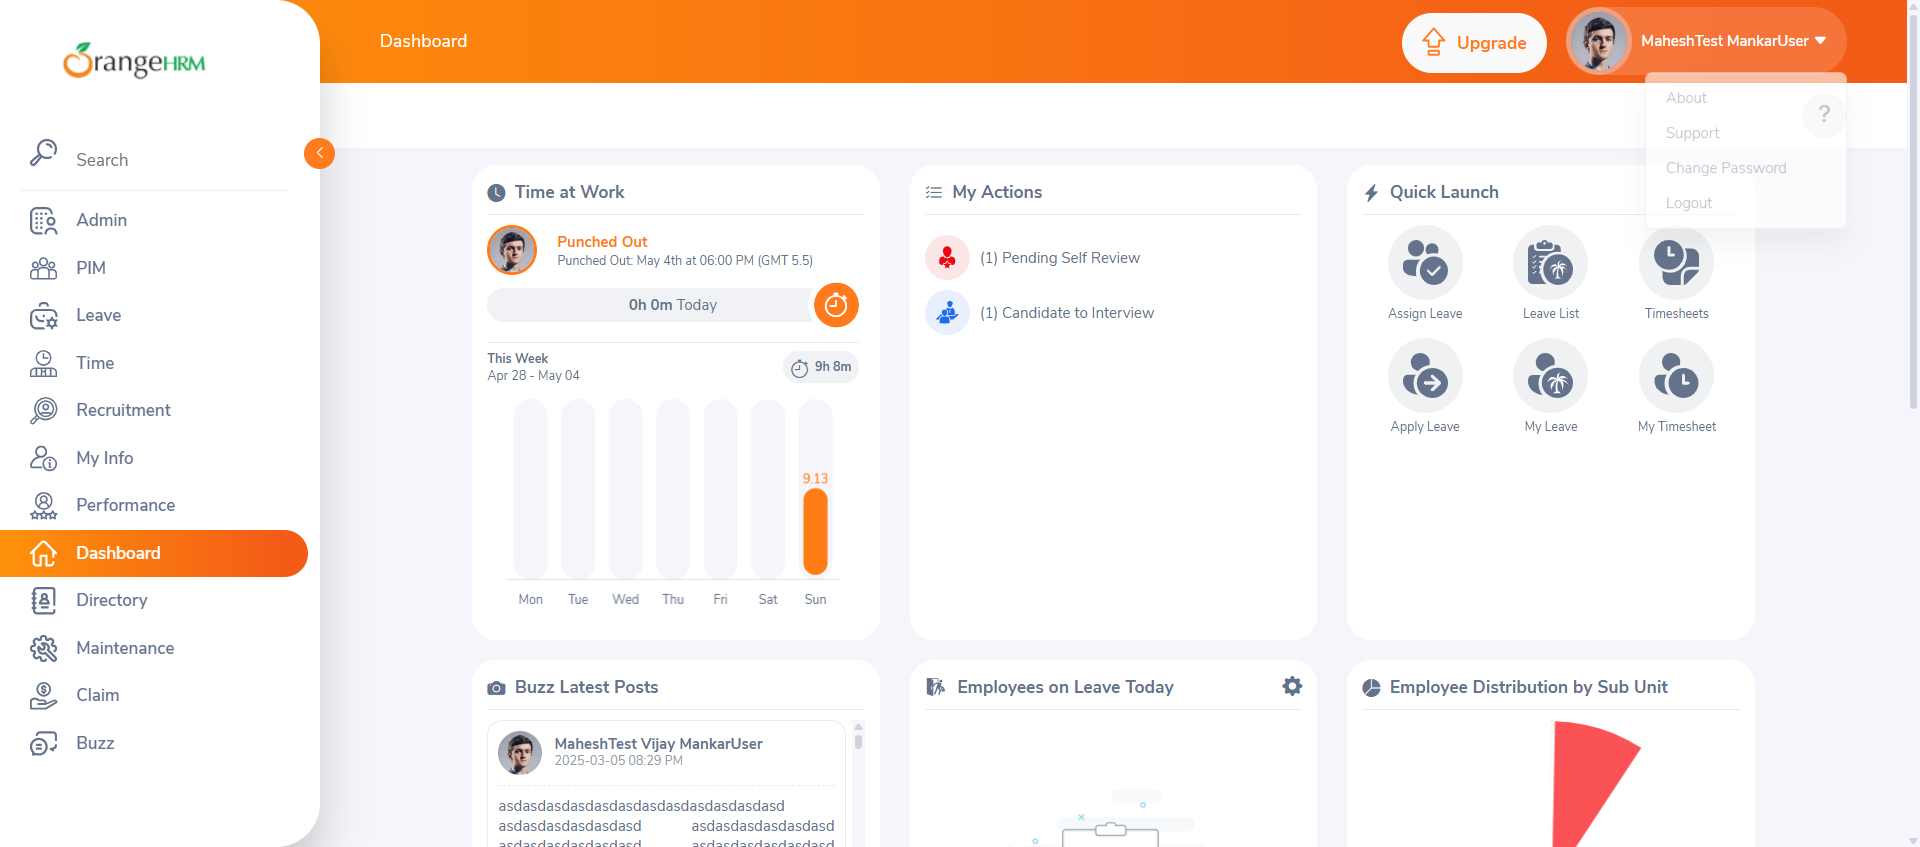 OrangeHRM
Dashboard
Upgrade
MaheshTest MankarUser
About
Support
Change Password
Logout
?
Search
Admin
PIM
Leave
Time
Recruitment
My Info
Performance
Dashboard
Directory
Maintenance
Claim
Buzz
Time at Work
Punched Out
Punched Out: May 4th at 06:00 PM (GMT 5.5)
0h 0m Today
This Week
Apr 28 - May 04
9h 8m
9.13
Mon Tue Wed Thu Fri Sat Sun
My Actions
(1) Pending Self Review
(1) Candidate to Interview
Quick Launch
Assign Leave Leave List Timesheets
Apply Leave My Leave My Timesheet
Buzz Latest Posts
MaheshTest Vijay MankarUser
2025-03-05 08:29 PM
asdasdasdasdasdasdasdasdasdasdasd
asdasdasdasdasdasd asdasdasdasdasdasd
asdasdasdasdasdasd asdasdasdasdasdasd
Employees on Leave Today
Employee Distribution by Sub Unit